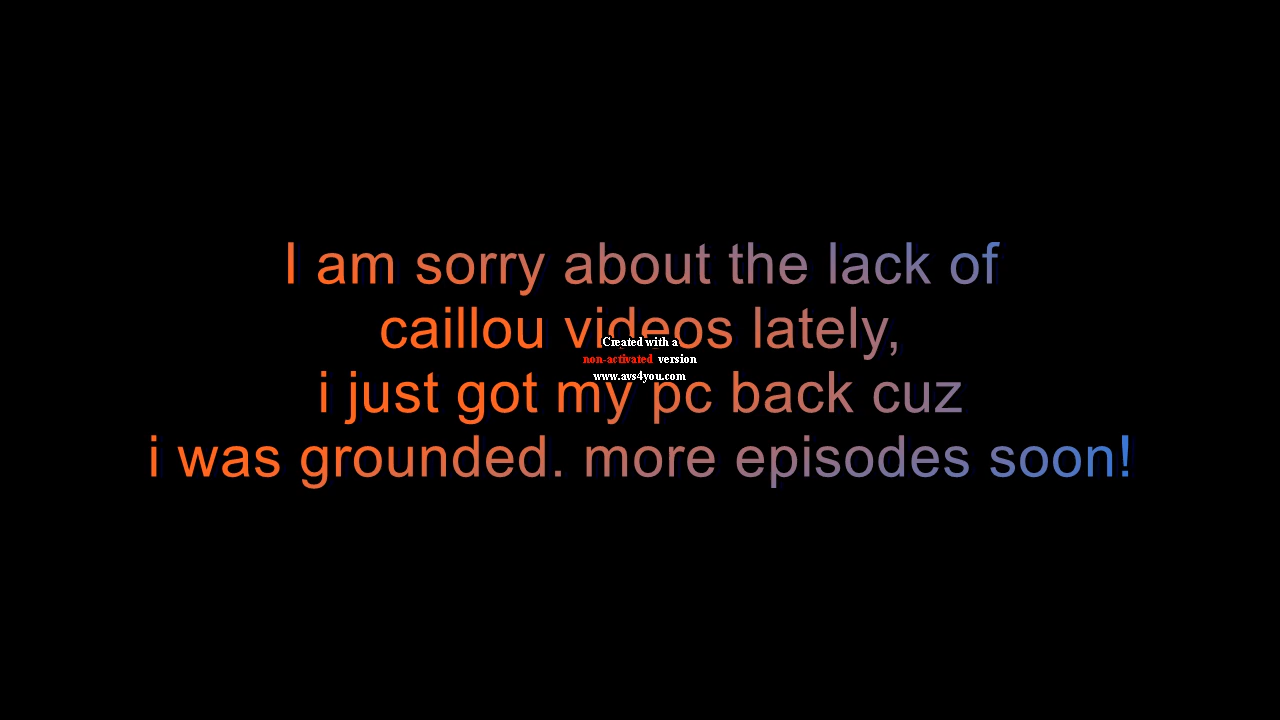 I am sorry about the lack of
caillou videos lately,
Created with a
non-activated version
www.avs4you.com
i just got my pc back cuz
i was grounded. more episodes soon!